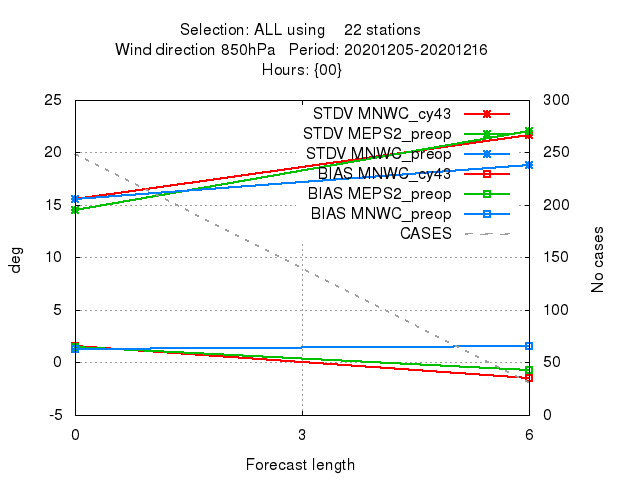 Selection: ALL using 22 stations
Wind direction 850hPa Period: 20201205-20201216
Hours: {00}
25 300
STDV MNWC_cy43
STDV MEPS2_preop
20 250
STDV MNWC_preop
BIAS MNWC_cy43
BIAS MEPS2_preop
15 200
BIAS MNWC_preop
CASES
deg
No cases
10 150
5 100
0 50
-5 0
0 3 6
Forecast length